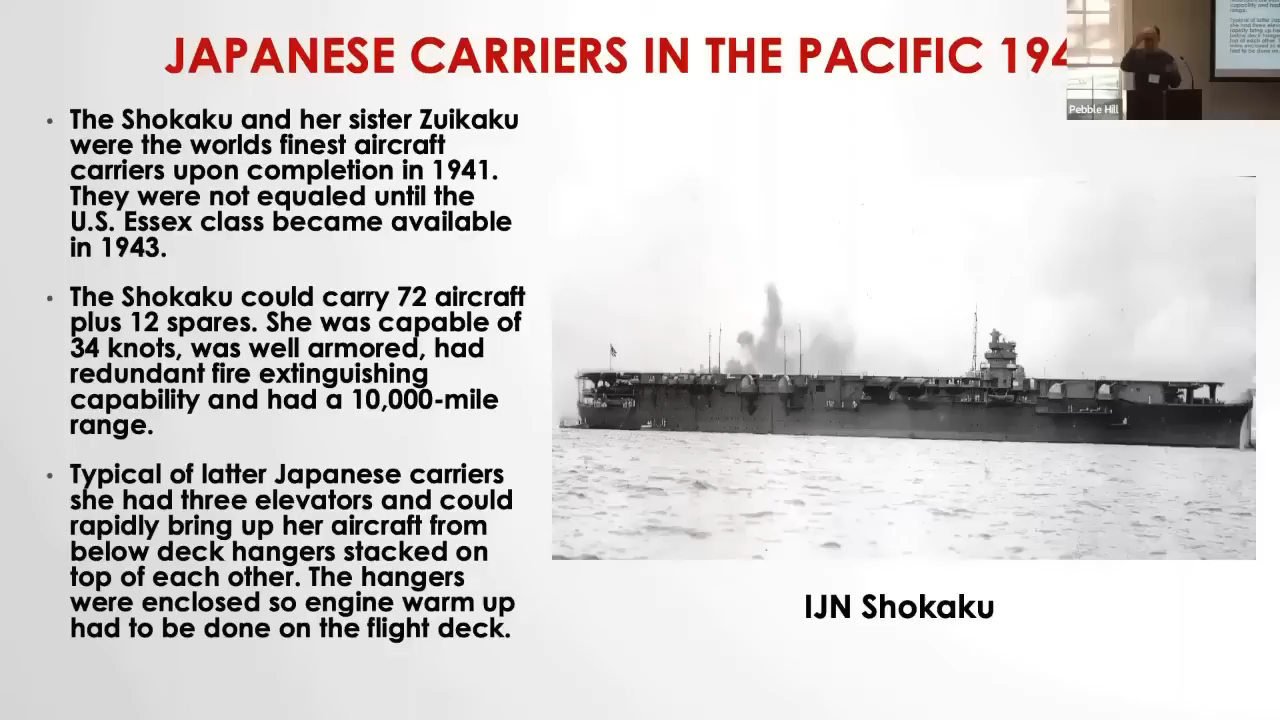 JAPANESE CARRIERS IN THE PACIFIC 194
Pebble Hill
The Shokaku and her sister Zuikaku
were the worlds finest aircraft
carriers upon completion in 1941.
They were not equaled until the
U.S. Essex class became available
in 1943.
The Shokaku could carry 72 aircraft
plus 12 spares. She was capable of
34 knots, was well armored, had
redundant fire extinguishing
capability and had a 10,000-mile
range.
Typical of latter Japanese carriers
she had three elevators and could
rapidly bring up her aircraft from
below deck hangers stacked on
top of each other. The hangers
were enclosed so engine warm up
had to be done on the flight deck.
IJN Shokaku